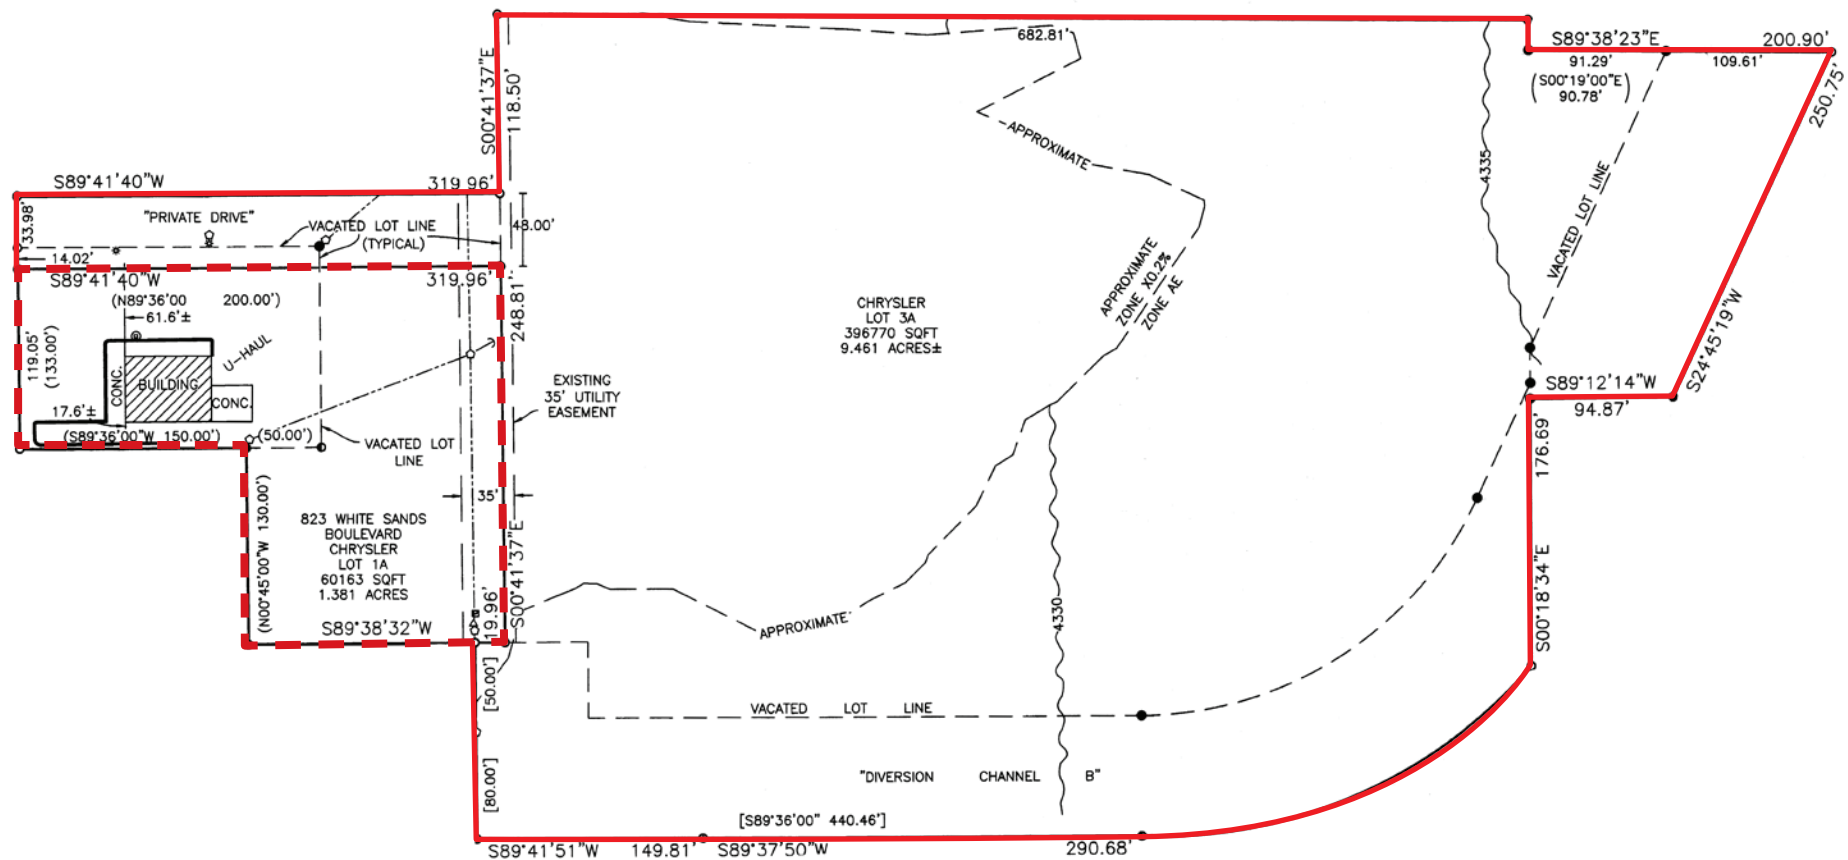 682.81'
S89°38'23"E 200.90'
91.29' 109.61'
(S00°19'00"E)
90.78'
250.75'
S24°45'19"W
S00°41'37"E
118.50'
S89°41'40"W 319.96'
133.98'
"PRIVATE DRIVE"
VACATED LOT LINE
(TYPICAL)
48.00'
14.02'
S89°41'40"W 319.96'
(N89°36'00 200.00')
61.6'±
U-HAUL
119.05'
(133.00')
CONC.
BUILDING
CONC.
17.6'±
(S89°36'00"W 150.00')
(50.00')
VACATED LOT
LINE
248.81'
S00°41'37"E
EXISTING
35' UTILITY
EASEMENT
35'
(N00°45'00"W 130.00')
823 WHITE SANDS
BOULEVARD
CHRYSLER
LOT 1A
60163 SQFT
1.381 ACRES
S89°38'32"W
19.96'
[50.00']
[80.00']
CHRYSLER
LOT 3A
396770 SQFT
9.461 ACRES±
APPROXIMATE
APPROXIMATE
ZONE X0.2%
ZONE AE
APPROXIMATE
4335
4330
VACATED LOT LINE
S89°12'14"W
94.87'
176.69'
S00°18'34"E
VACATED LOT LINE
"DIVERSION CHANNEL B"
[S89°36'00" 440.46']
S89°41'51"W 149.81' S89°37'50"W 290.68'